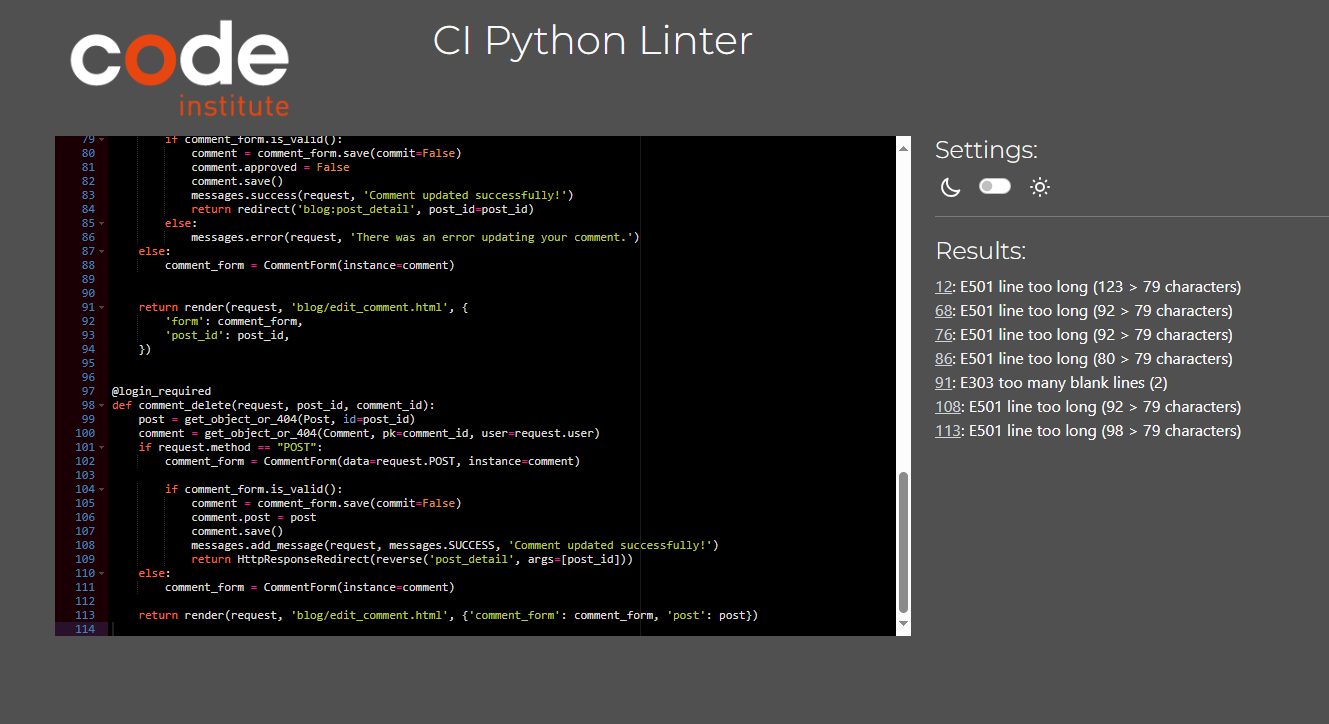 code
institute
CI Python Linter
79 if comment_form.is_valid():
80 comment = comment_form.save(commit=False)
81 comment.approved = False
82 comment.save()
83 messages.success(request, 'Comment updated successfully!')
84 return redirect('blog:post_detail', post_id=post_id)
85 else:
86 messages.error(request, 'There was an error updating your comment.')
87 else:
88 comment_form = CommentForm(instance=comment)
89
90
91 return render(request, 'blog/edit_comment.html', {
92 'form': comment_form,
93 'post_id': post_id,
94 })
95
96
97 @login_required
98 def comment_delete(request, post_id, comment_id):
99 post = get_object_or_404(Post, id=post_id)
100 comment = get_object_or_404(Comment, pk=comment_id, user=request.user)
101 if request.method == "POST":
102 comment_form = CommentForm(data=request.POST, instance=comment)
103
104 if comment_form.is_valid():
105 comment = comment_form.save(commit=False)
106 comment.post = post
107 comment.save()
108 messages.add_message(request, messages.SUCCESS, 'Comment updated successfully!')
109 return HttpResponseRedirect(reverse('post_detail', args=[post_id]))
110 else:
111 comment_form = CommentForm(instance=comment)
112
113 return render(request, 'blog/edit_comment.html', {'comment_form': comment_form, 'post': post})
114
Settings:
Results:
12: E501 line too long (123 > 79 characters)
68: E501 line too long (92 > 79 characters)
76: E501 line too long (92 > 79 characters)
86: E501 line too long (80 > 79 characters)
91: E303 too many blank lines (2)
108: E501 line too long (92 > 79 characters)
113: E501 line too long (98 > 79 characters)